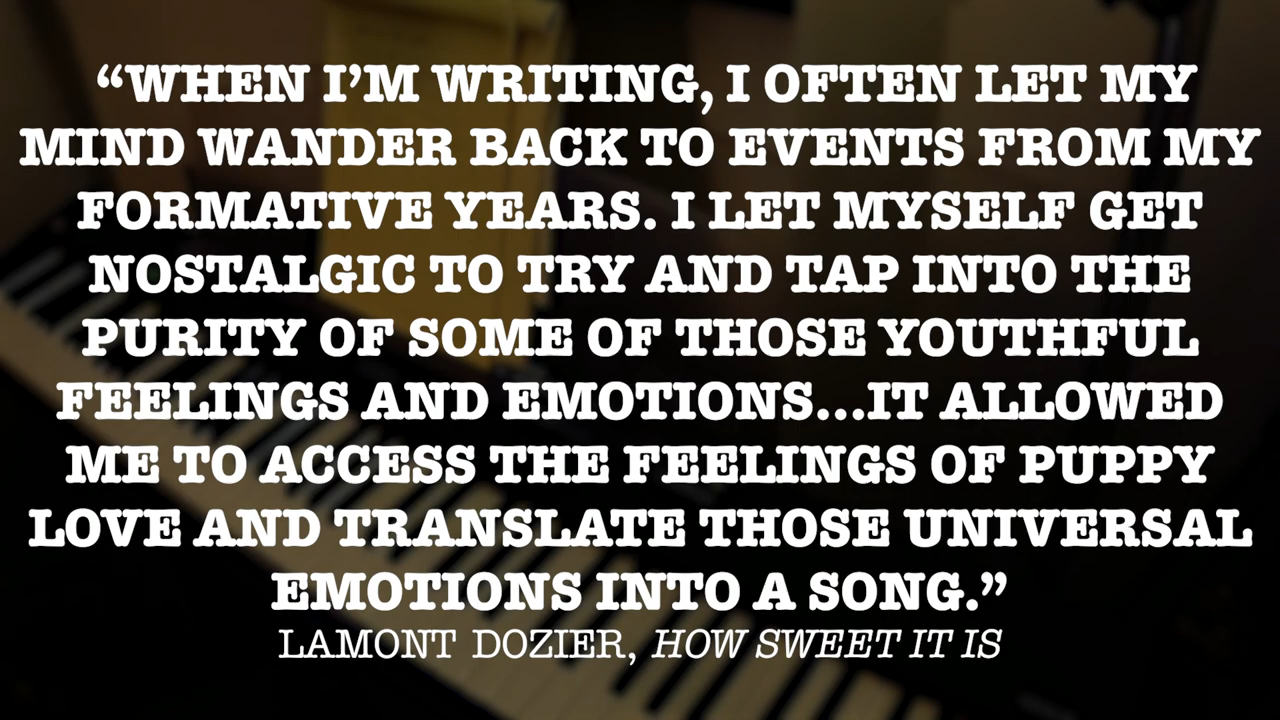 “WHEN I’M WRITING, I OFTEN LET MY
MIND WANDER BACK TO EVENTS FROM MY
FORMATIVE YEARS. I LET MYSELF GET
NOSTALGIC TO TRY AND TAP INTO THE
PURITY OF SOME OF THOSE YOUTHFUL
FEELINGS AND EMOTIONS...IT ALLOWED
ME TO ACCESS THE FEELINGS OF PUPPY
LOVE AND TRANSLATE THOSE UNIVERSAL
EMOTIONS INTO A SONG.”
LAMONT DOZIER, HOW SWEET IT IS